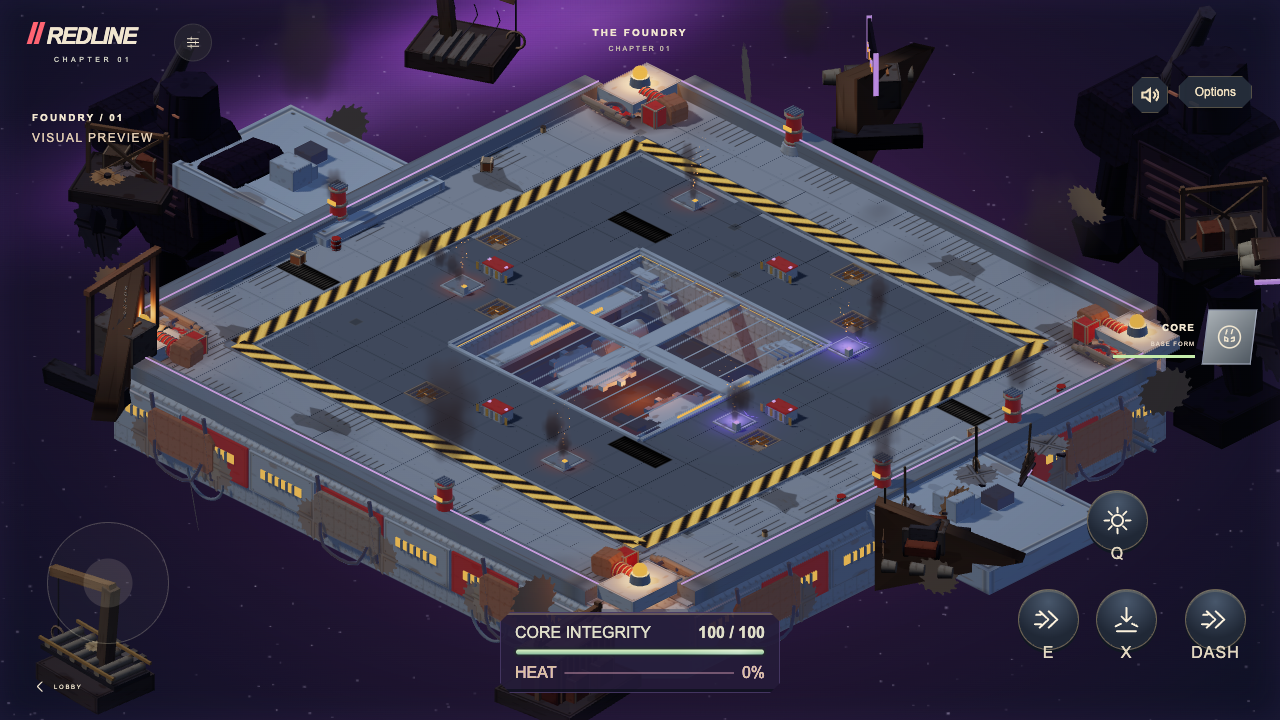 REDLINE
CHAPTER 01
THE FOUNDRY
CHAPTER 01
Options
FOUNDRY / 01
VISUAL PREVIEW
CORE
BASE FORM
Q
CORE INTEGRITY 100 / 100
HEAT 0%
E
X
DASH
LOBBY